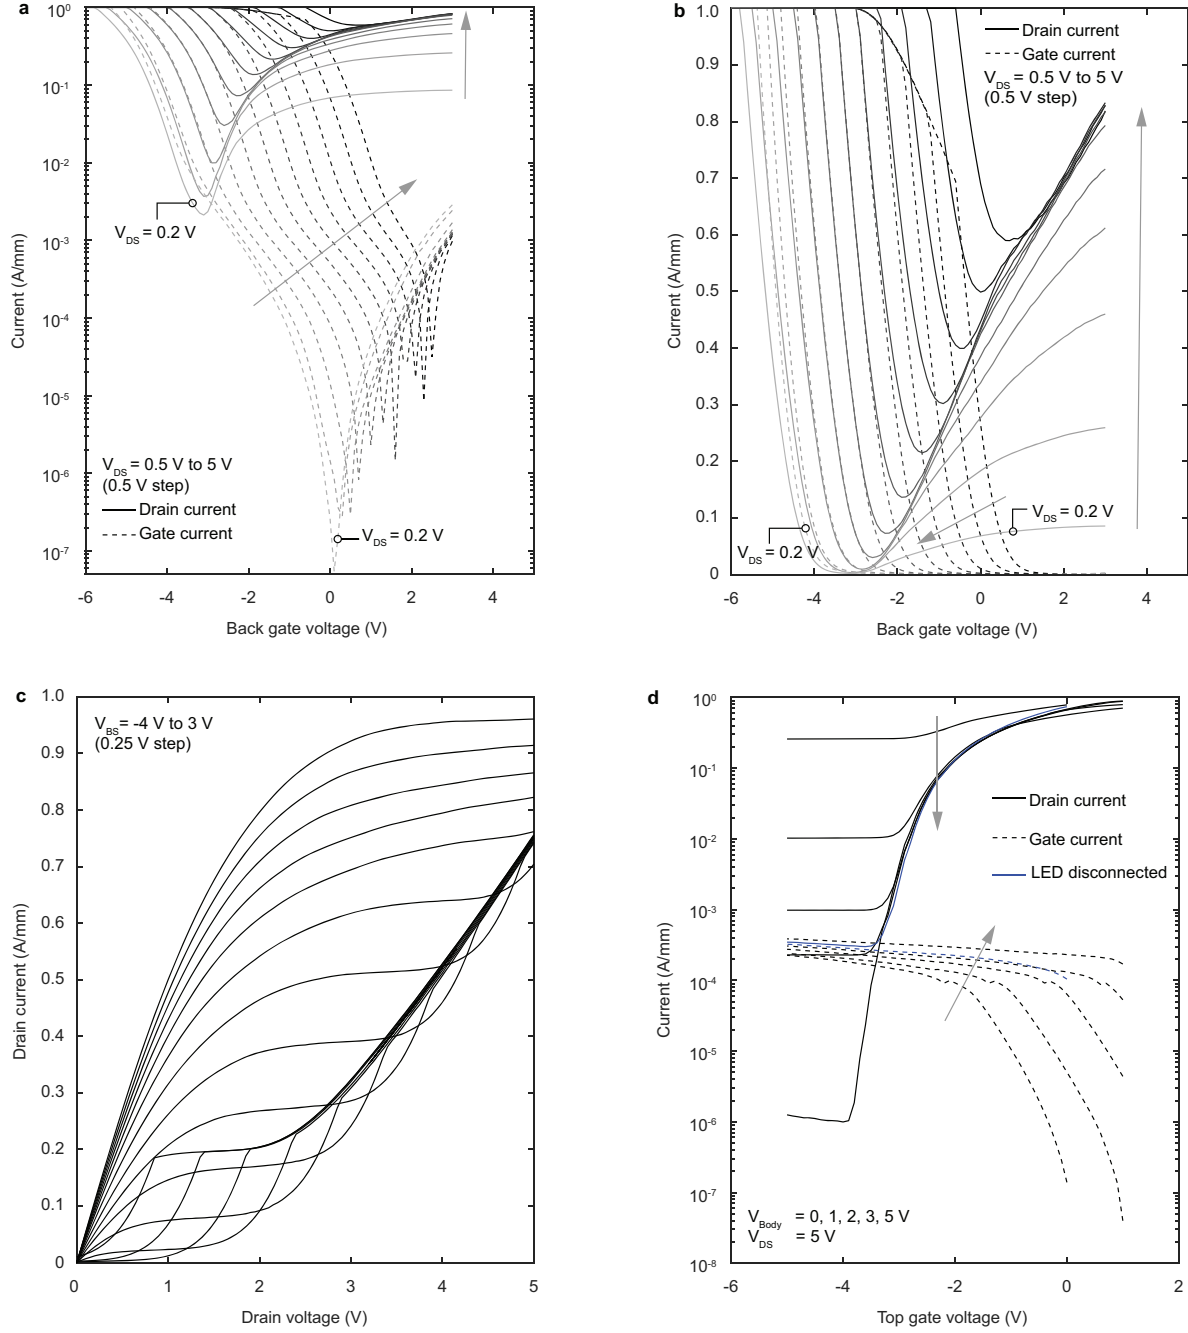 a
10⁰
10⁻¹
10⁻²
10⁻³
10⁻⁴
10⁻⁵
10⁻⁶
10⁻⁷
Current (A/mm)
V_DS = 0.2 V
V_DS = 0.5 V to 5 V
(0.5 V step)
Drain current
Gate current
V_DS = 0.2 V
-6 -4 -2 0 2 4
Back gate voltage (V)
b
1.0
0.9
0.8
0.7
0.6
0.5
0.4
0.3
0.2
0.1
0
Current (A/mm)
Drain current
Gate current
V_DS = 0.5 V to 5 V
(0.5 V step)
V_DS = 0.2 V
V_DS = 0.2 V
-6 -4 -2 0 2 4
Back gate voltage (V)
c
1.0
0.9
0.8
0.7
0.6
0.5
0.4
0.3
0.2
0.1
0
Drain current (A/mm)
V_BS = -4 V to 3 V
(0.25 V step)
0 1 2 3 4 5
Drain voltage (V)
d
10⁰
10⁻¹
10⁻²
10⁻³
10⁻⁴
10⁻⁵
10⁻⁶
10⁻⁷
10⁻⁸
Current (A/mm)
Drain current
Gate current
LED disconnected
V_Body = 0, 1, 2, 3, 5 V
V_DS = 5 V
-6 -4 -2 0 2
Top gate voltage (V)